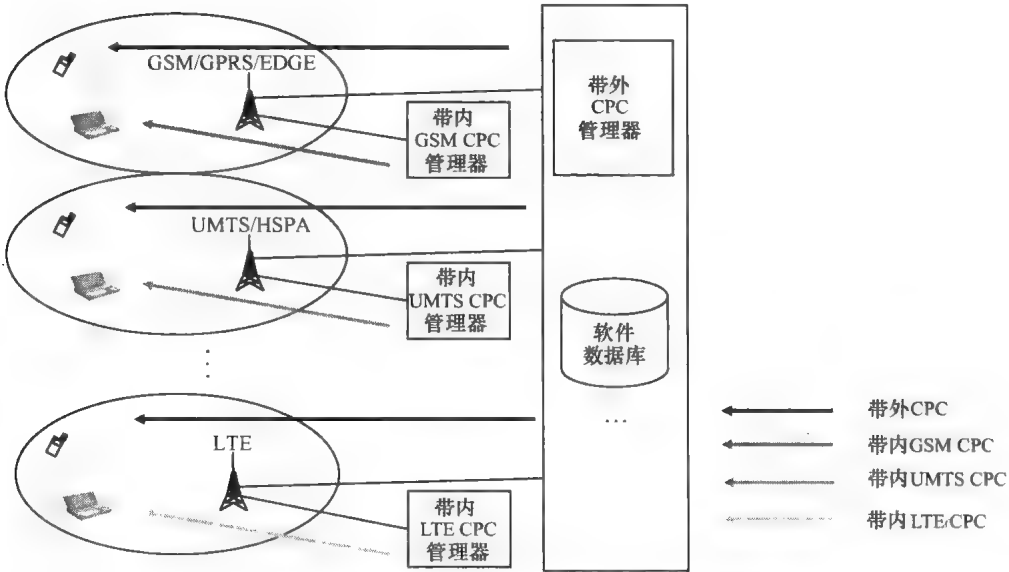 GSM/GPRS/EDGE
带内
GSM CPC
管理器
带外
CPC
管理器
UMTS/HSPA
带内
UMTS CPC
管理器
软件
数据库
...
LTE
带内
LTE CPC
管理器
...
带外CPC
带内GSM CPC
带内UMTS CPC
带内LTE CPC